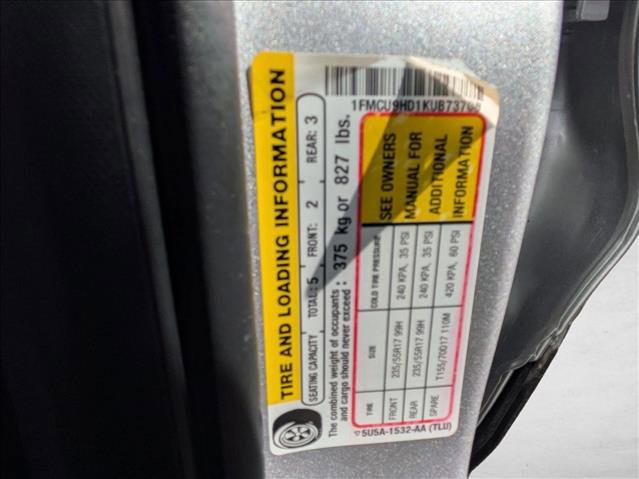 TIRE AND LOADING INFORMATION
SEATING CAPACITY TOTAL: 5 FRONT: 2 REAR: 3
The combined weight of occupants
and cargo should never exceed : 375 kg or 827 lbs.
TIRE SIZE COLD TIRE PRESSURE SEE OWNERS
FRONT 235/55R17 99H 240 KPA, 35 PSI MANUAL FOR
REAR 235/55R17 99H 240 KPA, 35 PSI ADDITIONAL
SPARE T155/70D17 110M 420 KPA, 60 PSI INFORMATION
5U5A-1532-AA (TLU)